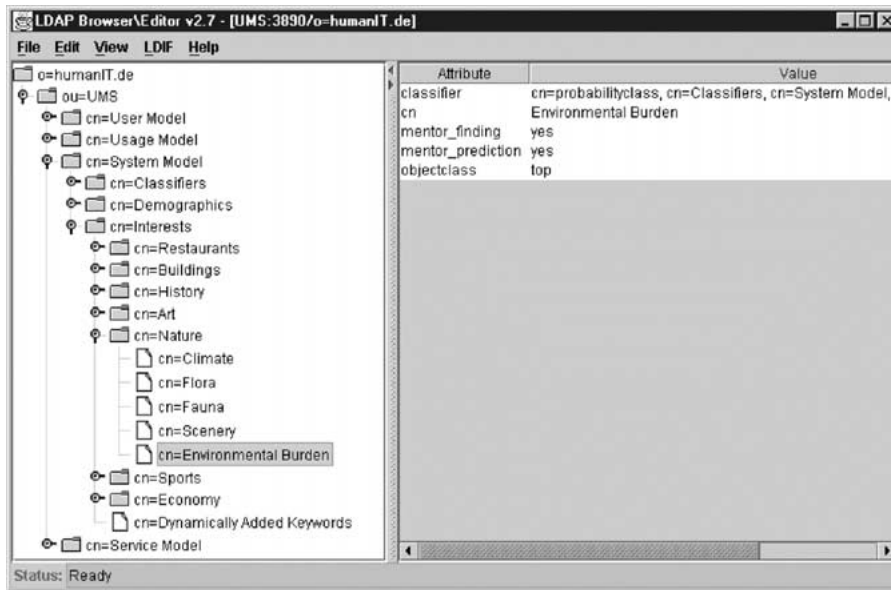 LDAP Browser\Editor v2.7 - [UMS:3890/o=humanIT.de]
File Edit View LDIF Help
o=humanIT.de
ou=UMS
cn=User Model
cn=Usage Model
cn=System Model
cn=Classifiers
cn=Demographics
cn=Interests
cn=Restaurants
cn=Buildings
cn=History
cn=Art
cn=Nature
cn=Climate
cn=Flora
cn=Fauna
cn=Scenery
cn=Environmental Burden
cn=Sports
cn=Economy
cn=Dynamically Added Keywords
cn=Service Model
Attribute Value
classifier cn=probabilityclass, cn=Classifiers, cn=System Model,
cn Environmental Burden
mentor_finding yes
mentor_prediction yes
objectclass top
Status: Ready